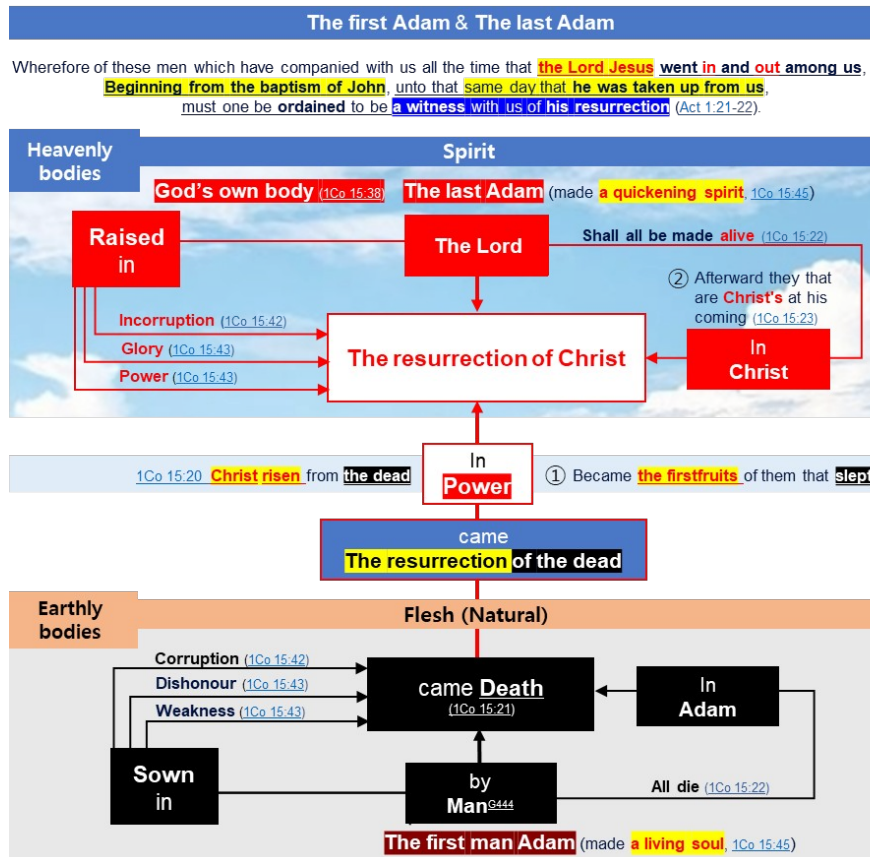 The first Adam & The last Adam
Wherefore of these men which have companied with us all the time that the Lord Jesus went in and out among us,
Beginning from the baptism of John, unto that same day that he was taken up from us,
must one be ordained to be a witness with us of his resurrection (Act 1:21-22).
Heavenly
bodies
Spirit
God's own body (1Co 15:38)
The last Adam (made a quickening spirit, 1Co 15:45)
Raised
in
The Lord
Shall all be made alive (1Co 15:22)
② Afterward they that
are Christ's at his
coming (1Co 15:23)
Incorruption (1Co 15:42)
Glory (1Co 15:43)
Power (1Co 15:43)
The resurrection of Christ
In
Christ
1Co 15:20 Christ risen from the dead
In
Power
① Became the firstfruits of them that slept
came
The resurrection of the dead
Earthly
bodies
Flesh (Natural)
Corruption (1Co 15:42)
Dishonour (1Co 15:43)
Weakness (1Co 15:43)
came Death
(1Co 15:21)
In
Adam
Sown
in
by
Man G444
All die (1Co 15:22)
The first man Adam (made a living soul, 1Co 15:45)